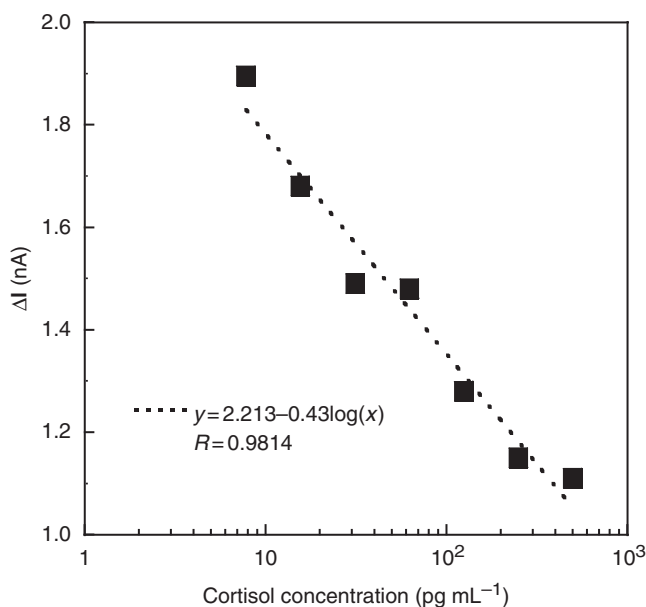 2.0
1.8
1.6
1.4
1.2
1.0
ΔI (nA)
y=2.213–0.43log(x)
R=0.9814
1 10 10² 10³
Cortisol concentration (pg mL⁻¹)